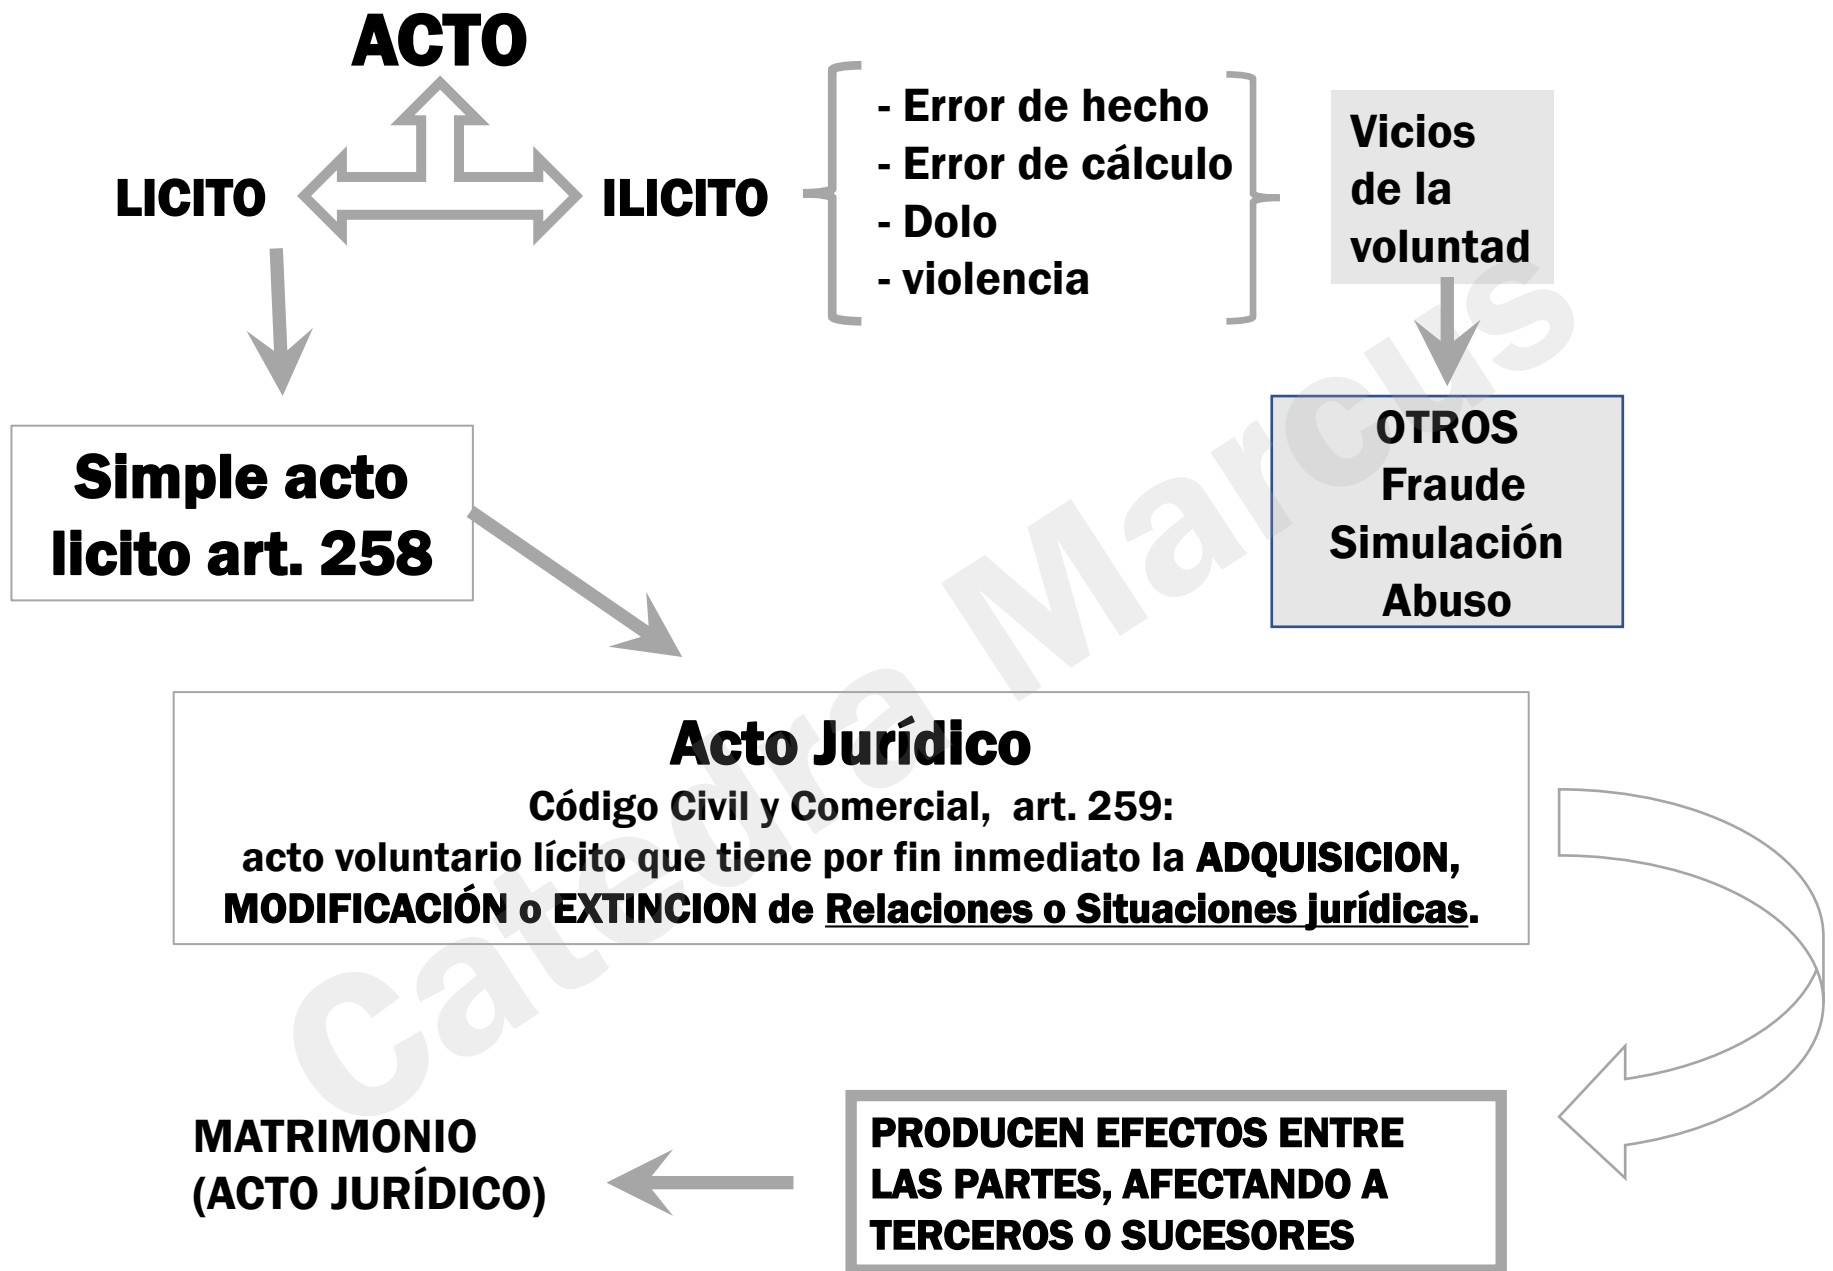 ACTO
LICITO
ILICITO
- Error de hecho
- Error de cálculo
- Dolo
- violencia
Vicios
de la
voluntad
OTROS
Fraude
Simulación
Abuso
Simple acto
licito art. 258
Acto Jurídico
Código Civil y Comercial, art. 259:
acto voluntario lícito que tiene por fin inmediato la ADQUISICION,
MODIFICACIÓN o EXTINCION de Relaciones o Situaciones jurídicas.
PRODUCEN EFECTOS ENTRE
LAS PARTES, AFECTANDO A
TERCEROS O SUCESORES
MATRIMONIO
(ACTO JURÍDICO)
Catedra Marcus